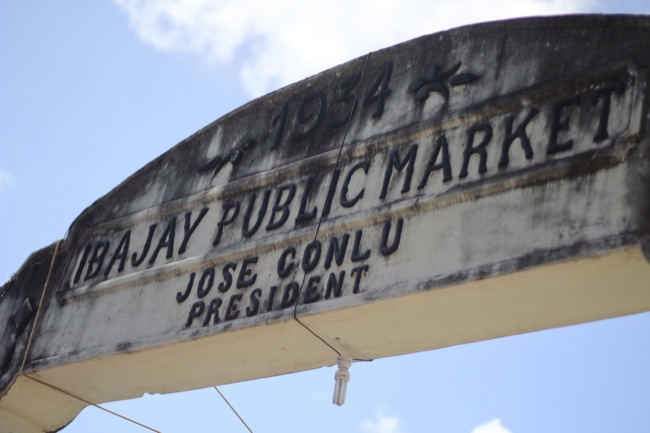 1934
IBAJAY PUBLIC MARKET
JOSE CONLU
PRESIDENT